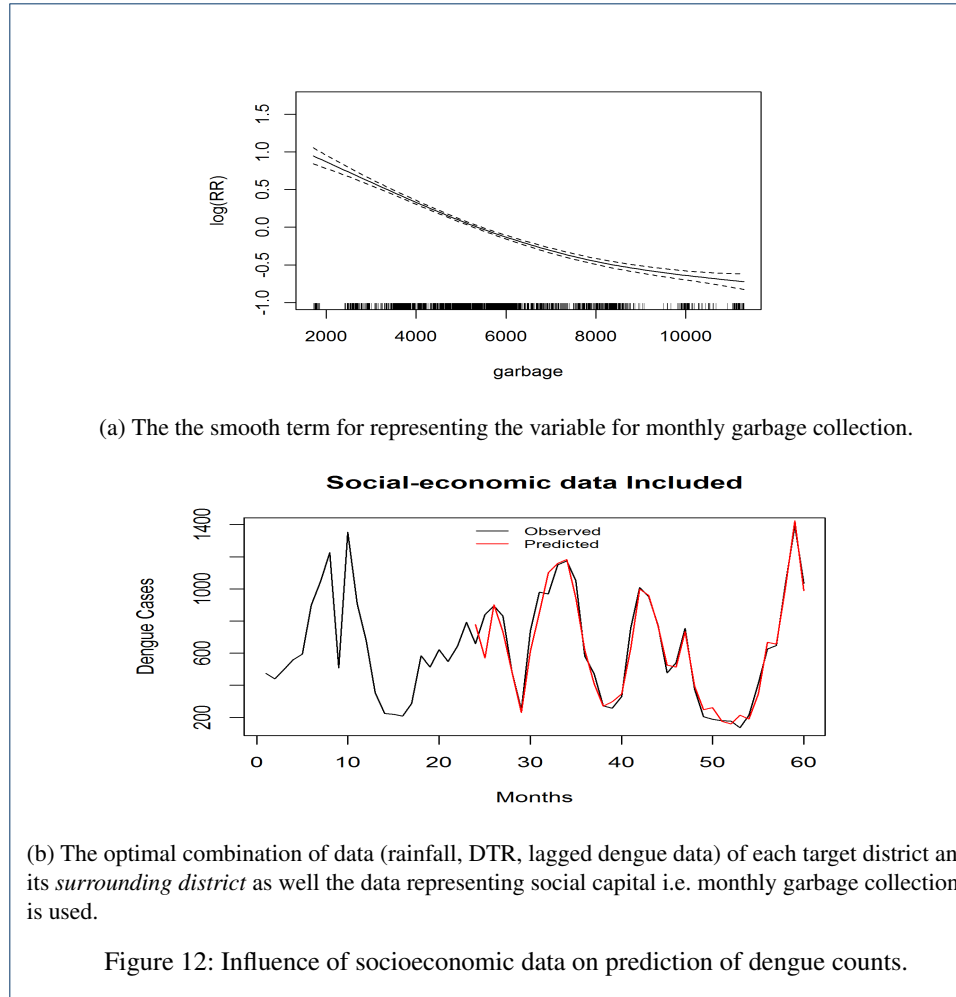 1.5
1.0
0.5
0.0
-0.5
-1.0
log(RR)
2000 4000 6000 8000 10000
garbage
(a) The the smooth term for representing the variable for monthly garbage collection.
Social-economic data Included
1400
1000
600
200
Dengue Cases
Observed
Predicted
0 10 20 30 40 50 60
Months
(b) The optimal combination of data (rainfall, DTR, lagged dengue data) of each target district an
its surrounding district as well the data representing social capital i.e. monthly garbage collection
is used.
Figure 12: Influence of socioeconomic data on prediction of dengue counts.